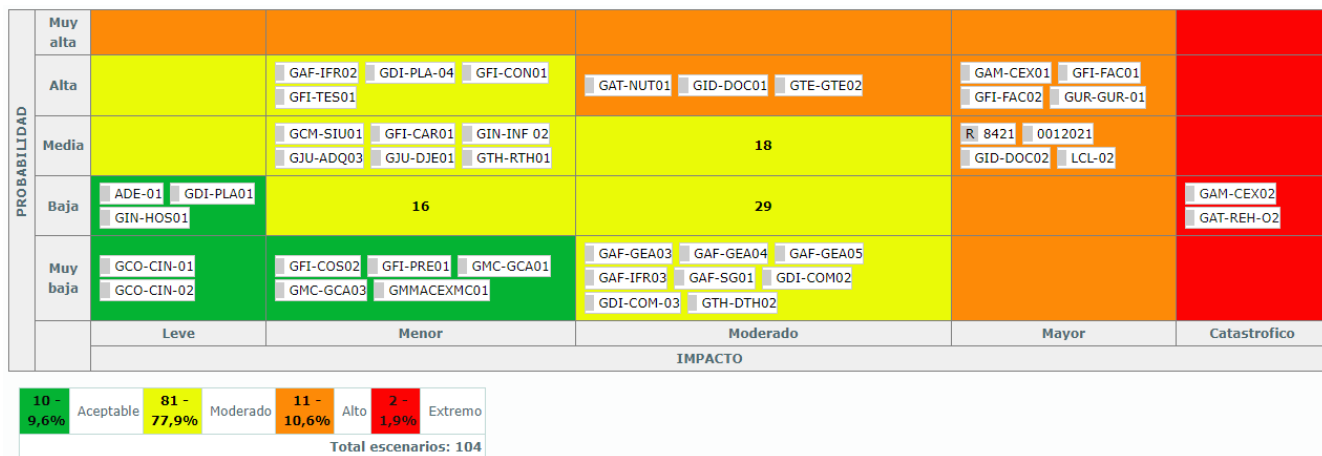 PROBABILIDAD
Muy alta
Alta
GAF-IFR02 GDI-PLA-04 GFI-CON01
GFI-TES01
GAT-NUT01 GID-DOC01 GTE-GTE02
GAM-CEX01 GFI-FAC01
GFI-FAC02 GUR-GUR-01
Media
GCM-SIU01 GFI-CAR01 GIN-INF 02
GJU-ADQ03 GJU-DJE01 GTH-RTH01
18
R 8421 0012021
GID-DOC02 LCL-02
Baja
ADE-01 GDI-PLA01
GIN-HOS01
16
29
GAM-CEX02
GAT-REH-O2
Muy baja
GCO-CIN-01
GCO-CIN-02
GFI-COS02 GFI-PRE01 GMC-GCA01
GMC-GCA03 GMMACEXMC01
GAF-GEA03 GAF-GEA04 GAF-GEA05
GAF-IFR03 GAF-SG01 GDI-COM02
GDI-COM-03 GTH-DTH02
Leve Menor Moderado Mayor Catastrofico
IMPACTO
10 - 9,6% Aceptable 81 - 77,9% Moderado 11 - 10,6% Alto 2 - 1,9% Extremo
Total escenarios: 104